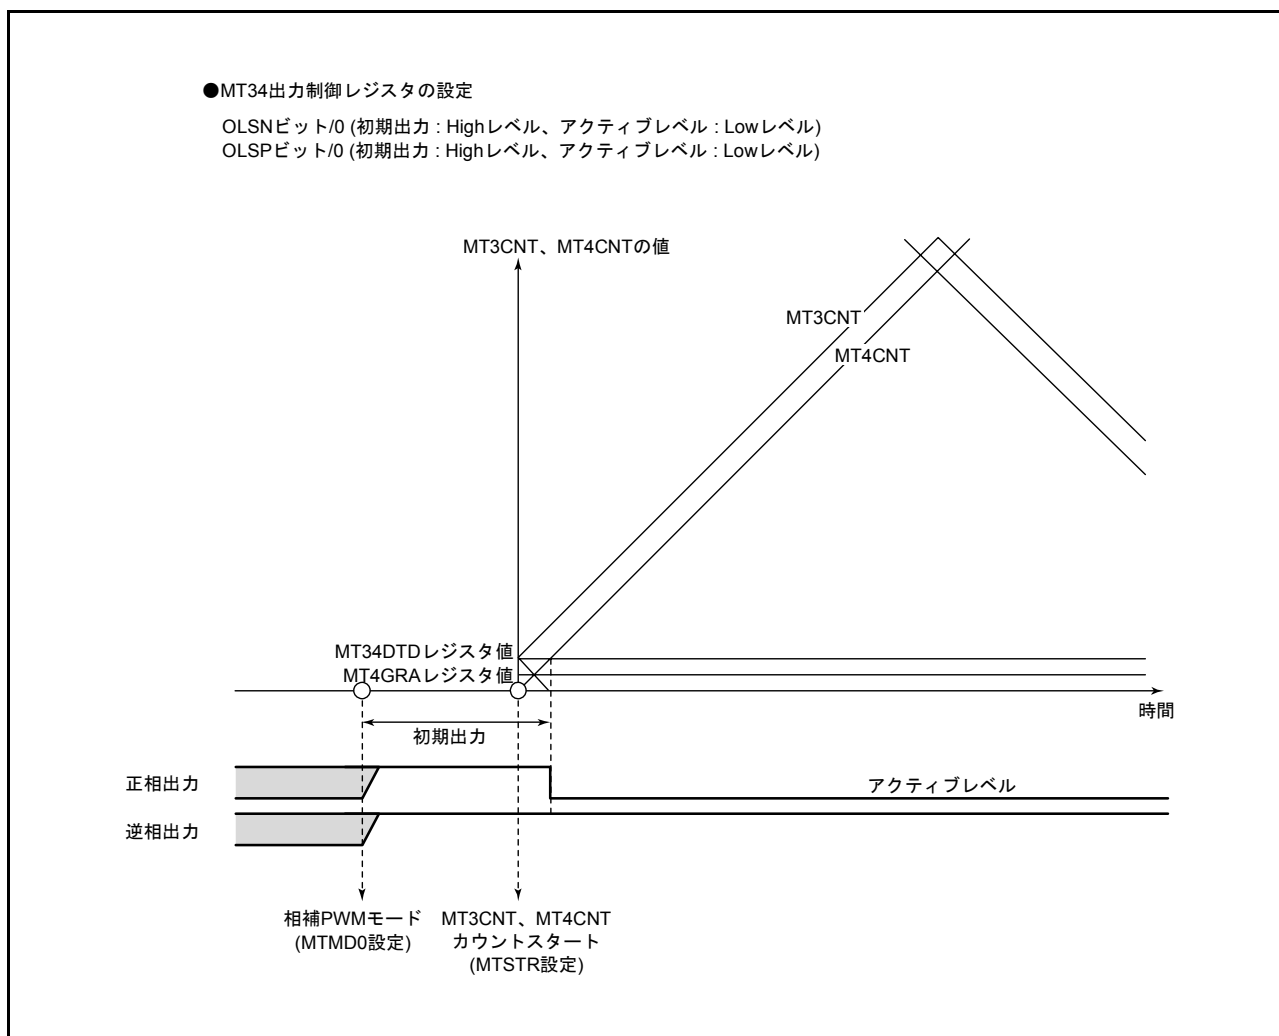 ●MT34出力制御レジスタの設定
OLSNビット/0 (初期出力 : Highレベル、アクティブレベル : Lowレベル)
OLSPビット/0 (初期出力 : Highレベル、アクティブレベル : Lowレベル)
MT3CNT、MT4CNTの値
MT3CNT
MT4CNT
MT34DTDレジスタ値
MT4GRAレジスタ値
時間
初期出力
正相出力
アクティブレベル
逆相出力
相補PWMモード
(MTMD0設定)
MT3CNT、MT4CNT
カウントスタート
(MTSTR設定)